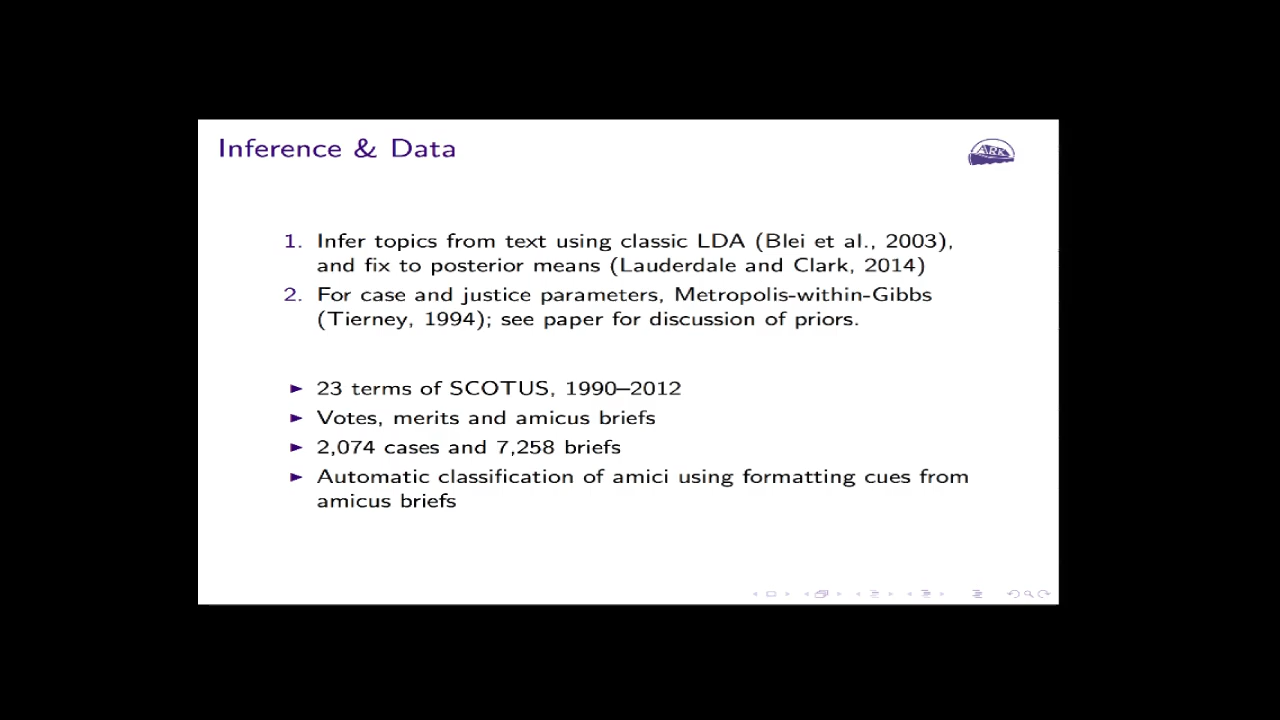 Inference & Data
ARK
1. Infer topics from text using classic LDA (Blei et al., 2003),
and fix to posterior means (Lauderdale and Clark, 2014)
2. For case and justice parameters, Metropolis-within-Gibbs
(Tierney, 1994); see paper for discussion of priors.
► 23 terms of SCOTUS, 1990–2012
► Votes, merits and amicus briefs
► 2,074 cases and 7,258 briefs
► Automatic classification of amici using formatting cues from
amicus briefs